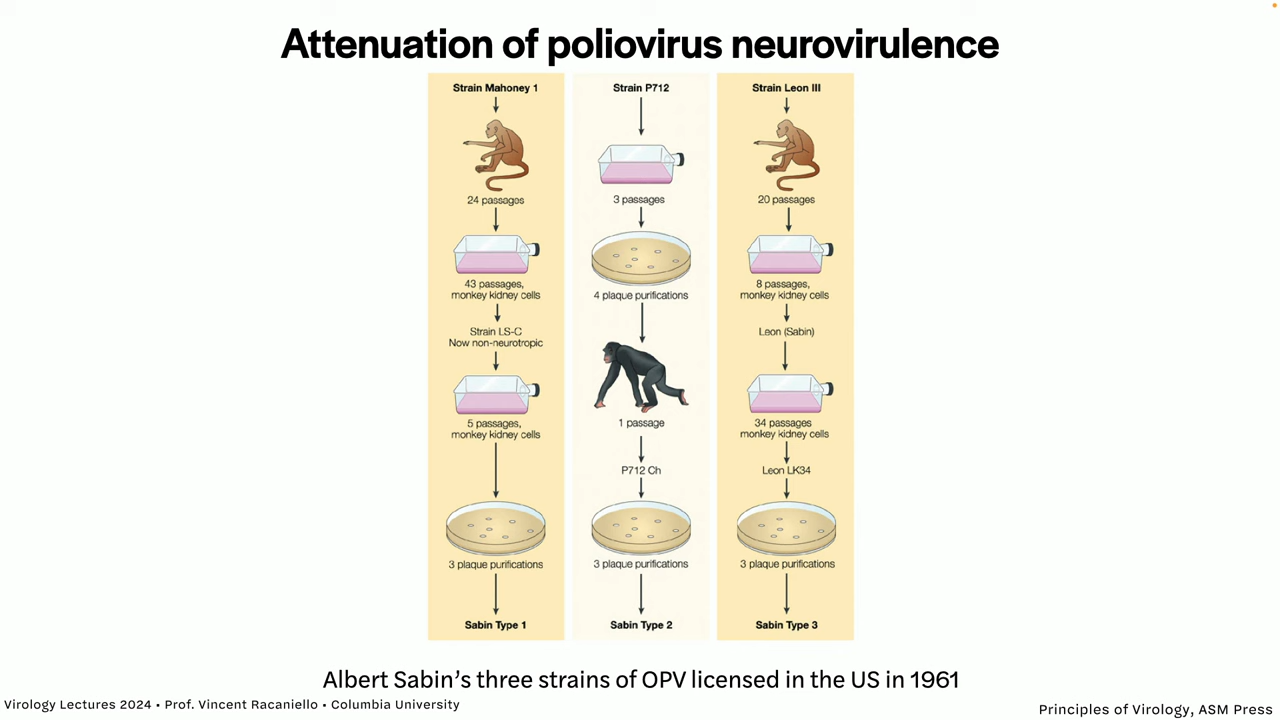 Attenuation of poliovirus neurovirulence
Strain Mahoney 1
24 passages
43 passages,
monkey kidney cells
Strain LS-C
Now non-neurotropic
5 passages,
monkey kidney cells
3 plaque purifications
Sabin Type 1
Strain P712
3 passages
4 plaque purifications
1 passage
P712 Ch
3 plaque purifications
Sabin Type 2
Strain Leon III
20 passages
8 passages,
monkey kidney cells
Leon (Sabin)
34 passages
monkey kidney cells
Leon LK34
3 plaque purifications
Sabin Type 3
Albert Sabin’s three strains of OPV licensed in the US in 1961
Virology Lectures 2024 • Prof. Vincent Racaniello • Columbia University
Principles of Virology, ASM Press